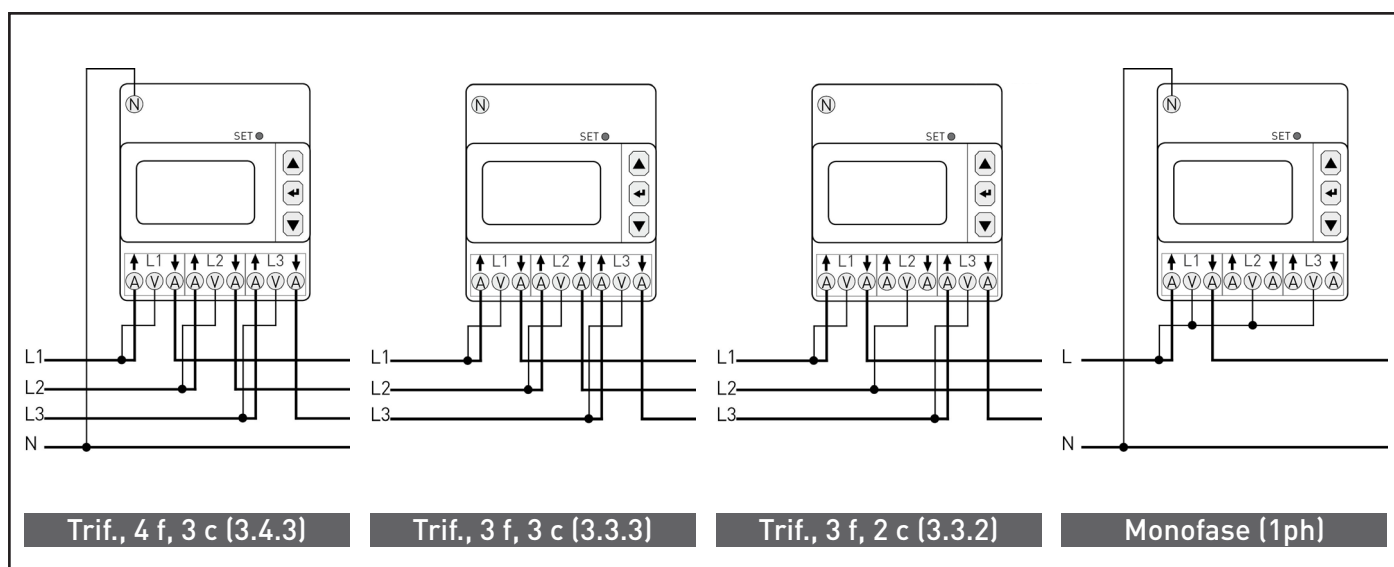 N
SET
L1 L2 L3
A V A A V A A V A
L1
L2
L3
N
Trif., 4 f, 3 c (3.4.3)
N
SET
L1 L2 L3
A V A A V A A V A
L1
L2
L3
Trif., 3 f, 3 c (3.3.3)
N
SET
L1 L2 L3
A V A A V A A V A
L1
L2
L3
Trif., 3 f, 2 c (3.3.2)
N
SET
L1 L2 L3
A V A A V A A V A
L
N
Monofase (1ph)